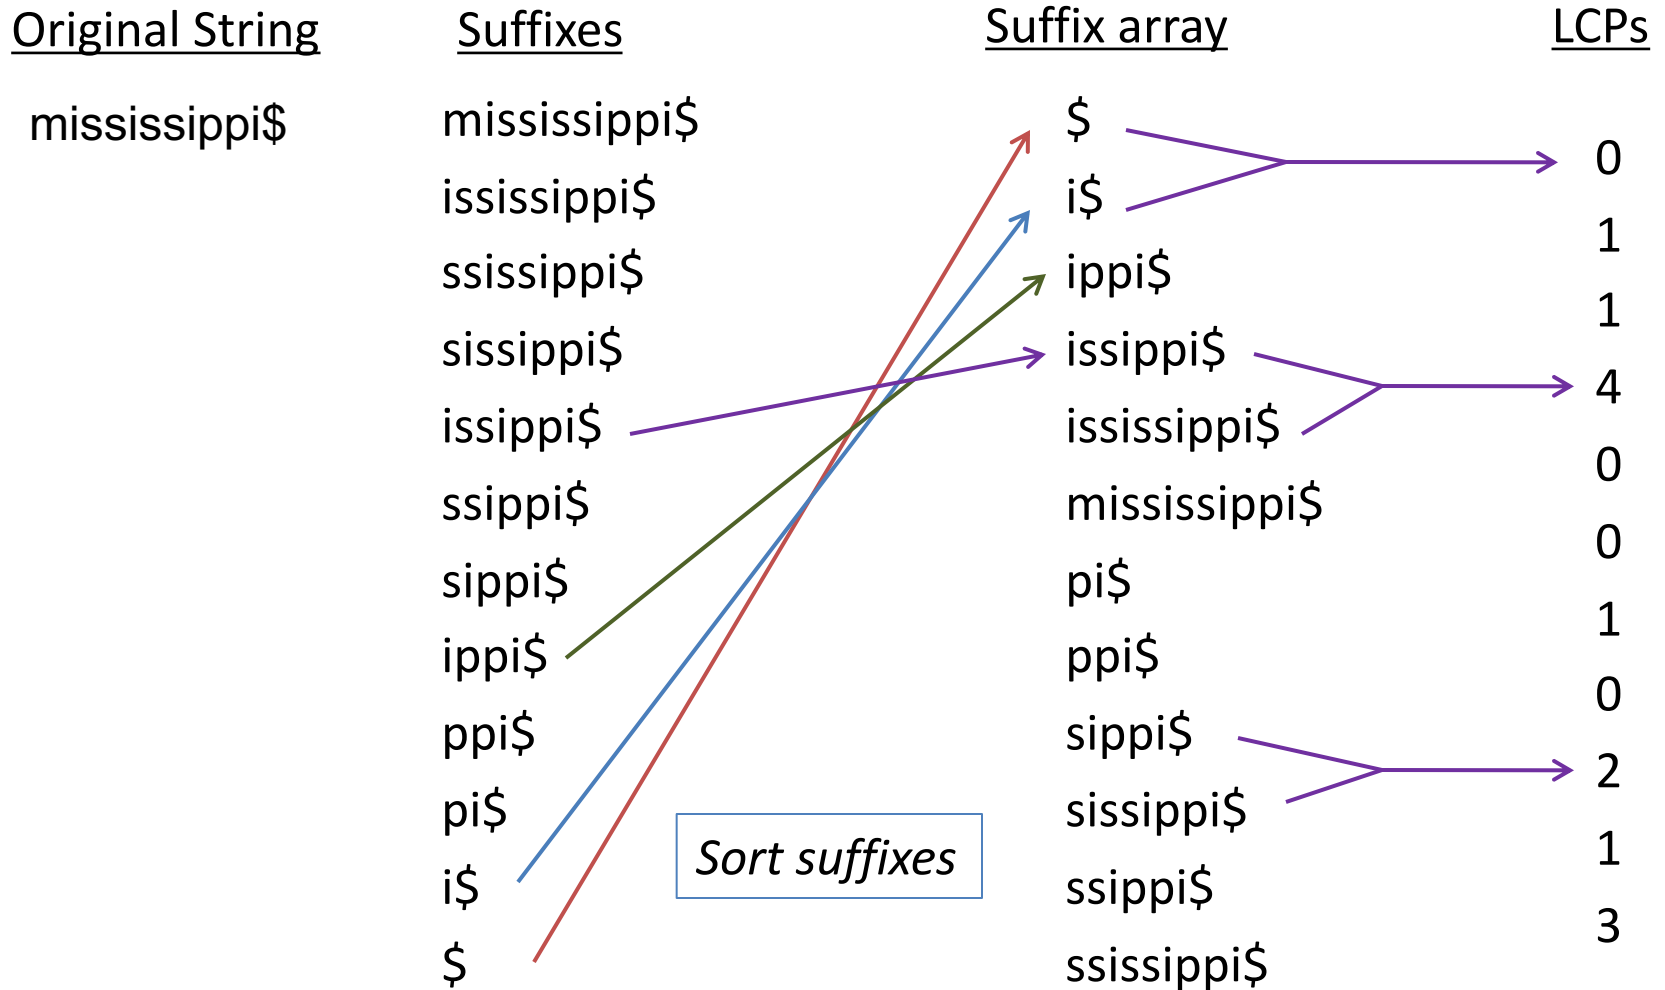 Original String Suffixes Suffix array LCPs
mississippi$ mississippi$ $
0
ississippi$ i$
1
ssissippi$ ippi$
1
sissippi$ issippi$
4
issippi$ ississippi$
0
ssippi$ mississippi$
0
sippi$ pi$
1
ippi$ ppi$
0
ppi$ sippi$
2
pi$ sissippi$
Sort suffixes 1
i$ ssippi$
3
$ ssissippi$